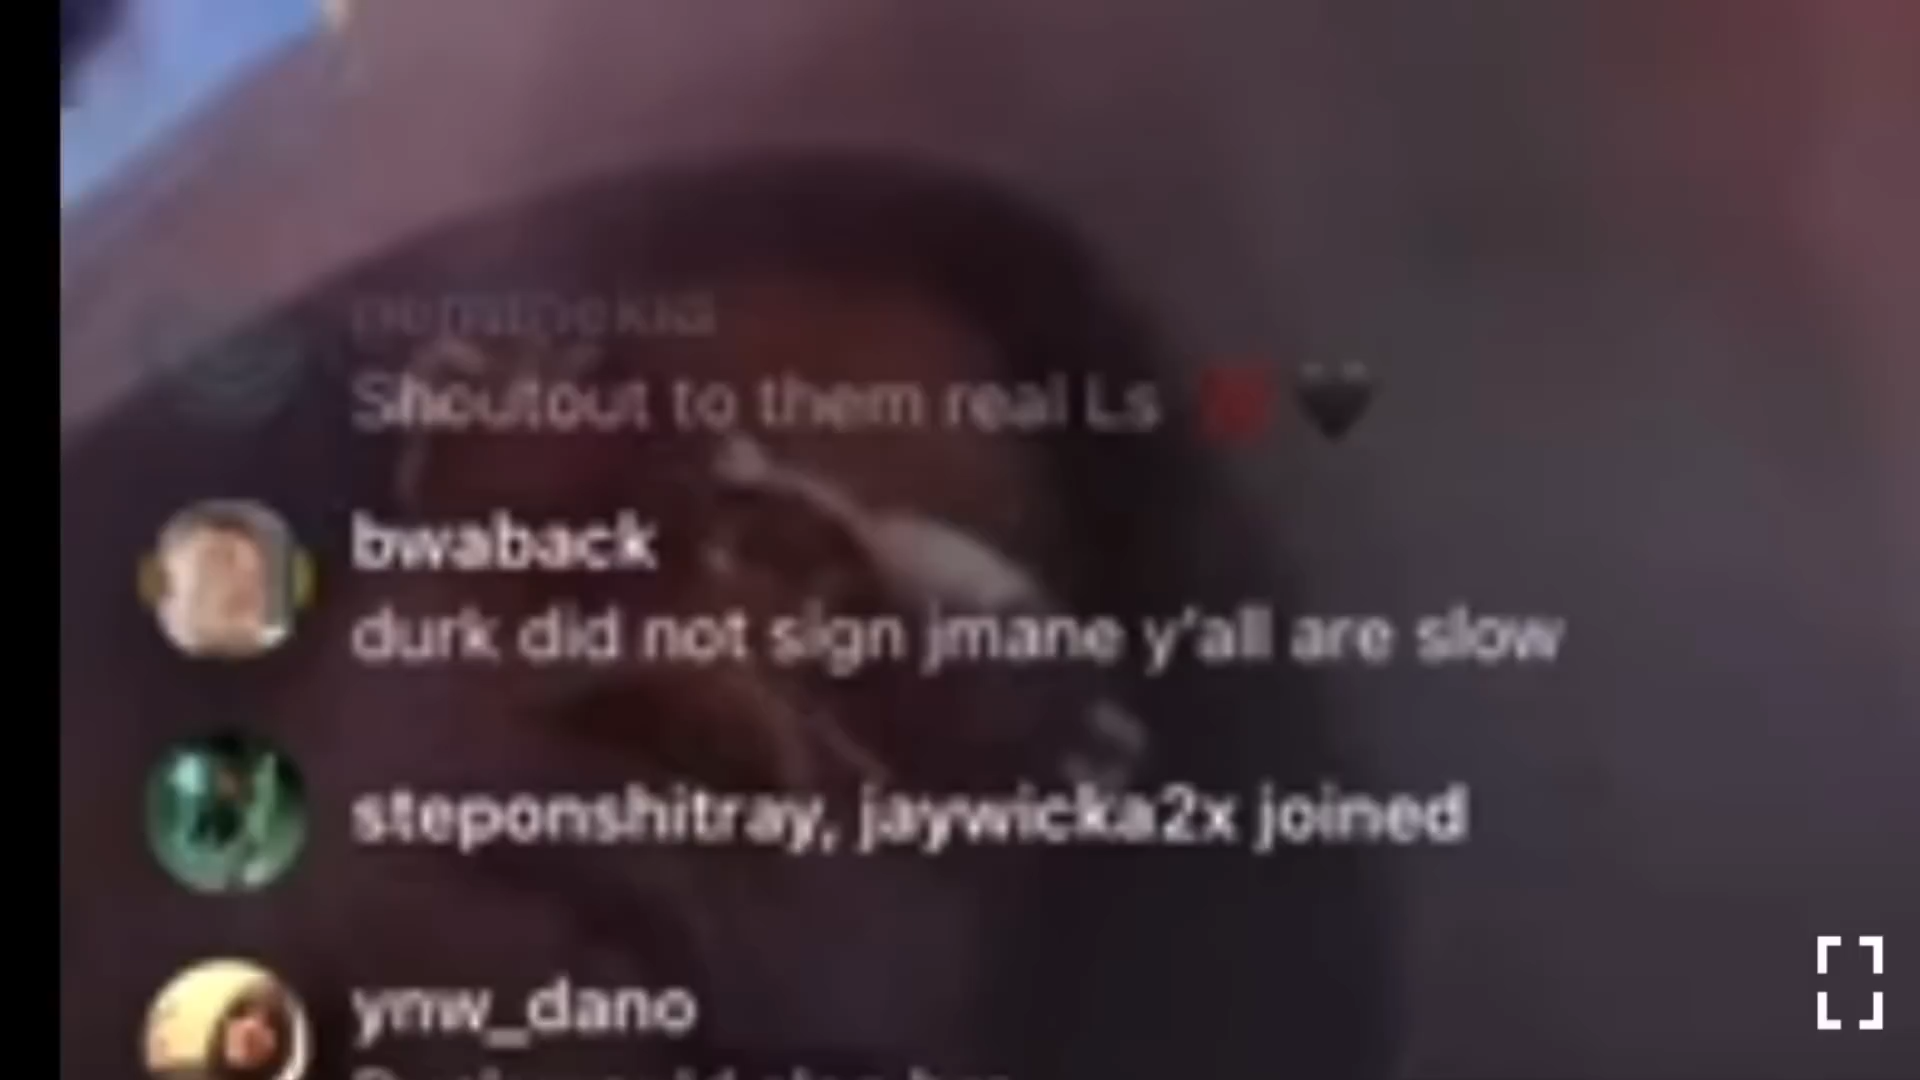 Shoutout to them real Ls 💯 🖤
bwaback
durk did not sign jmane y'all are slow
steponshitray, jaywicka2x joined
ynw_dano